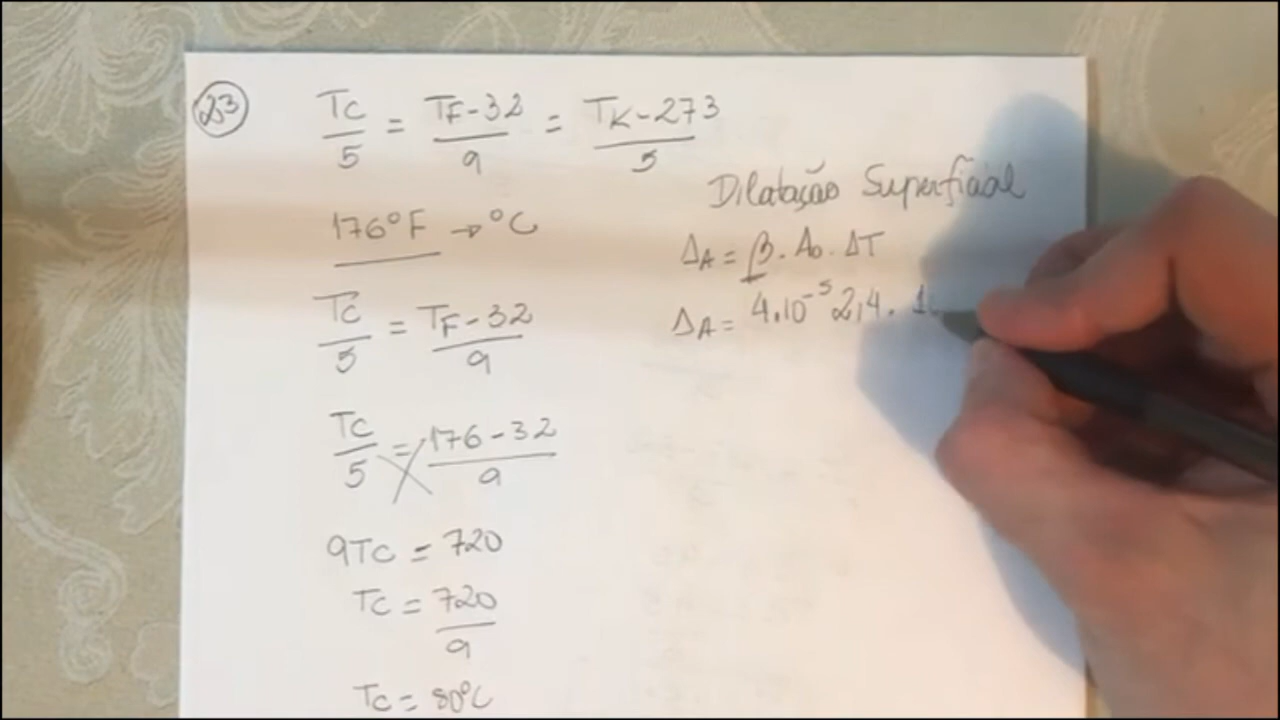 23
Tc/5 = TF-32/9 = TK-273/5
176°F → °C
Tc/5 = TF-32/9
Tc/5 = 176-32/9
9Tc = 720
Tc = 720/9
Tc = 80°C
Dilatação Superficial
ΔA = β. A0. ΔT
ΔA = 4.10⁻⁵ 2,4.